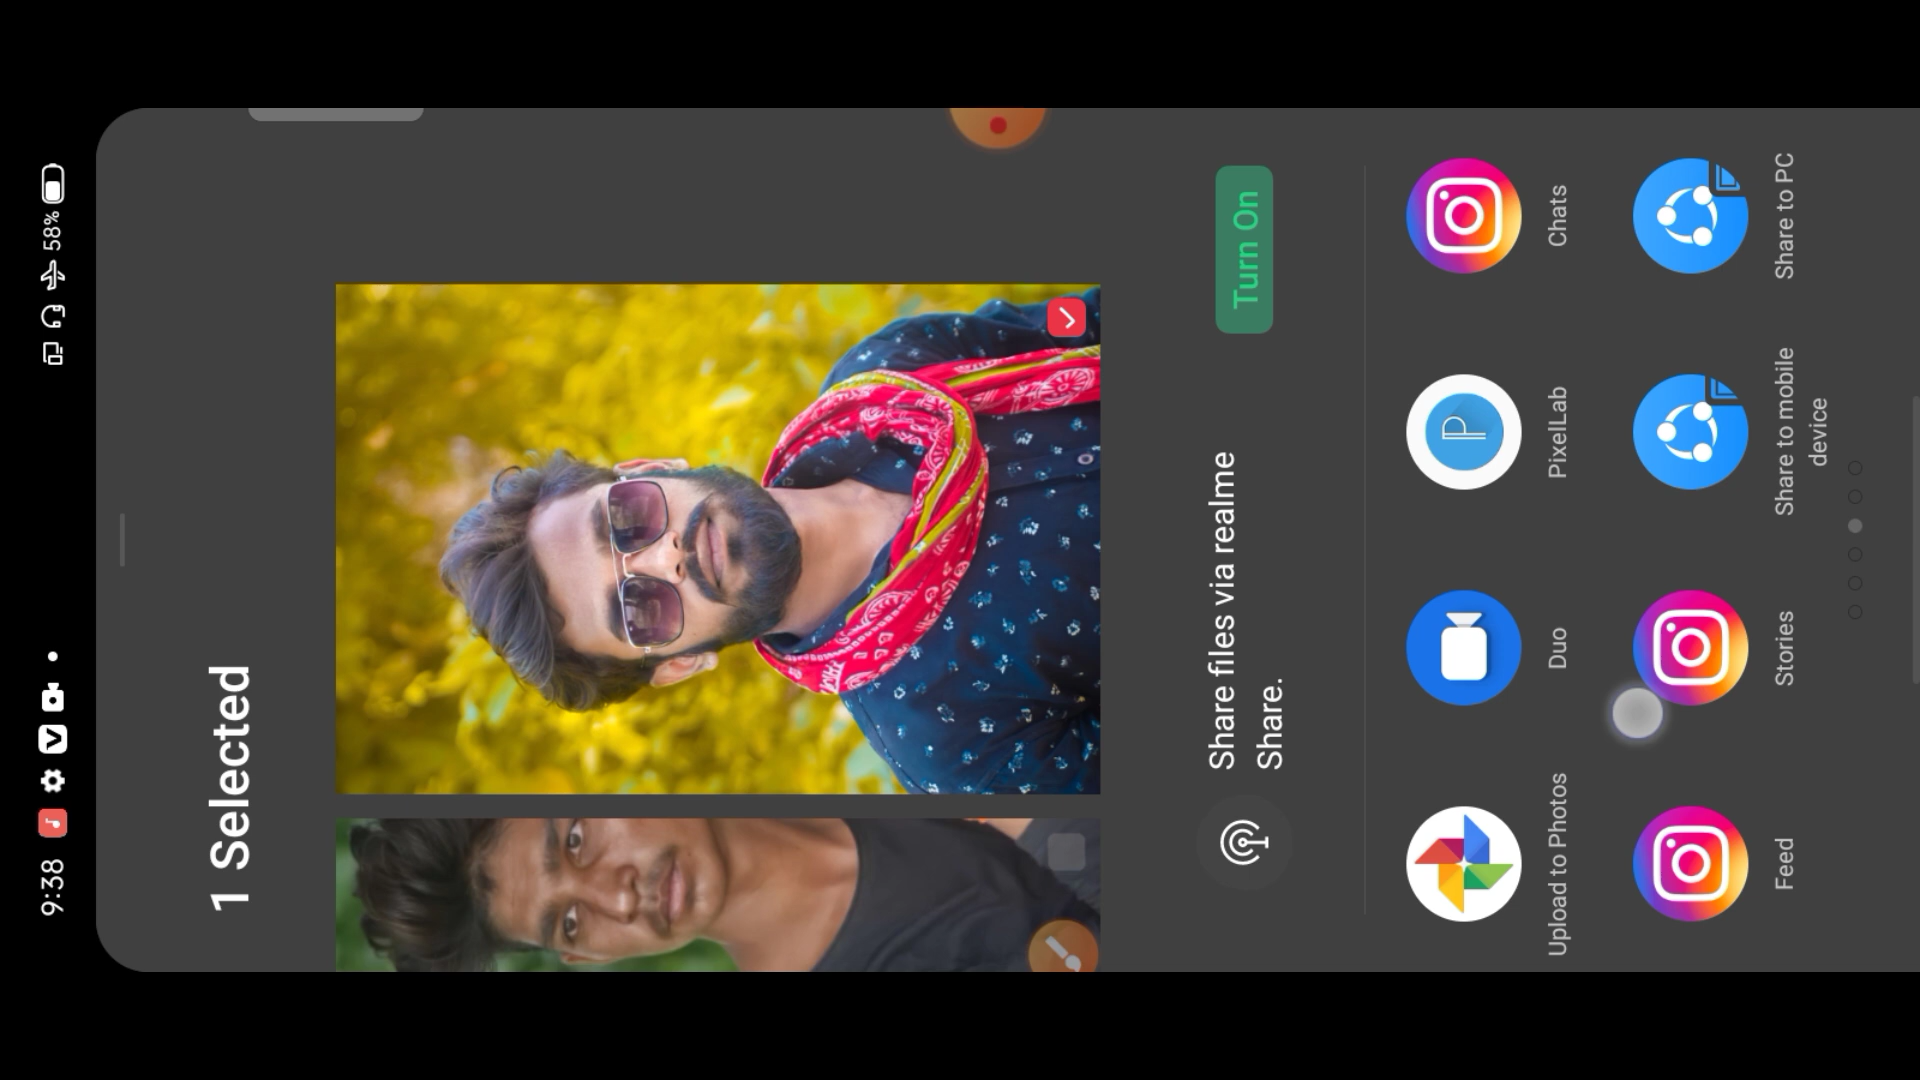 9:38
58%
1 Selected
Share files via realme
Share.
Turn On
Upload to Photos
Duo
PixelLab
Chats
Feed
Stories
Share to mobile
device
Share to PC